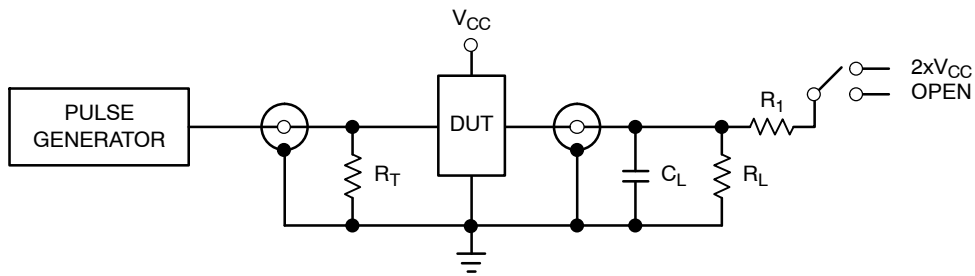 V_CC
2xV_CC
OPEN
R_1
PULSE
GENERATOR
DUT
R_T
C_L
R_L